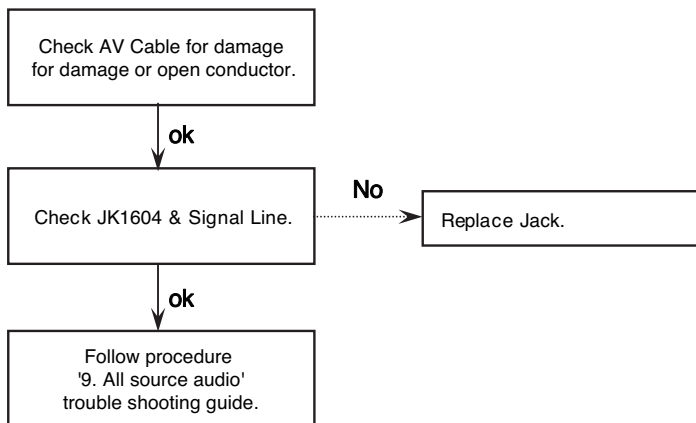 Check AV Cable for damage
for damage or open conductor.
ok
Check JK1604 & Signal Line.
No
Replace Jack.
ok
Follow procedure
'9. All source audio'
trouble shooting guide.